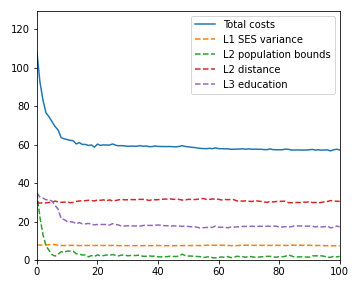 120
100
80
60
40
20
0
0
20
40
60
80
100
Total costs
L1 SES variance
L2 population bounds
L2 distance
L3 education